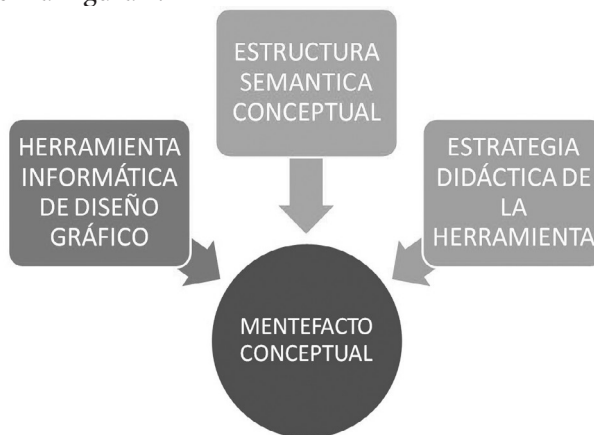 ESTRUCTURA
SEMANTICA
CONCEPTUAL
HERRAMIENTA
INFORMÁTICA
DE DISEÑO
GRÁFICO
ESTRATEGIA
DIDÁCTICA DE
LA
HERRAMIENTA
MENTEFACTO
CONCEPTUAL